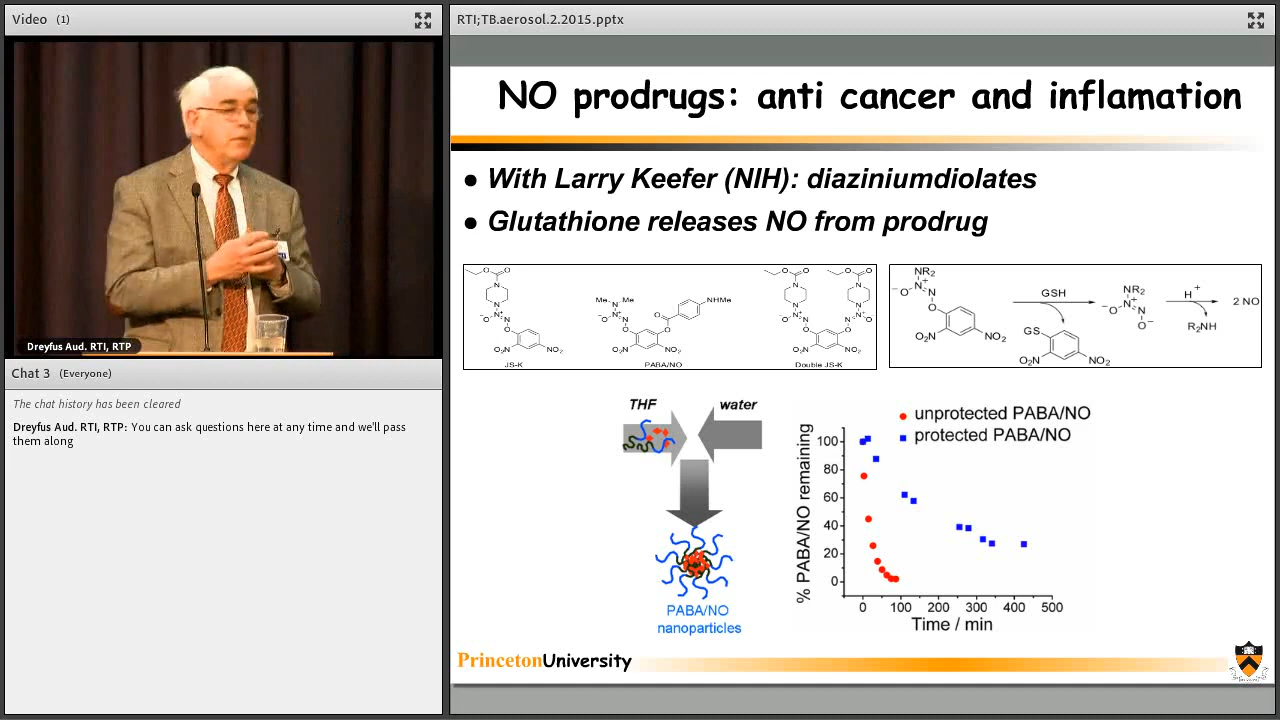 Video (1)
Dreyfus Aud. RTI, RTP
Chat 3 (Everyone)
The chat history has been cleared
Dreyfus Aud. RTI, RTP: You can ask questions here at any time and we'll pass
them along
RTI;TB.aerosol.2.2015.pptx
NO prodrugs: anti cancer and inflamation
● With Larry Keefer (NIH): diaziniumdiolates
● Glutathione releases NO from prodrug
JS-K
PABA/NO
Double JS-K
GSH
H+
2 NO
R₂NH
NR₂
NR₂
GS
O₂N
NO₂
O₂N
NO₂
THF
water
PABA/NO
nanoparticles
unprotected PABA/NO
protected PABA/NO
% PABA/NO remaining
100
80
60
40
20
0
0 100 200 300 400 500
Time / min
PrincetonUniversity